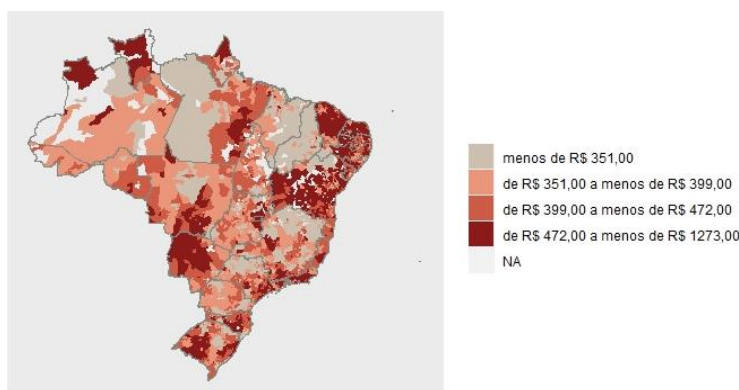 menos de R$ 351,00
de R$ 351,00 a menos de R$ 399,00
de R$ 399,00 a menos de R$ 472,00
de R$ 472,00 a menos de R$ 1273,00
NA